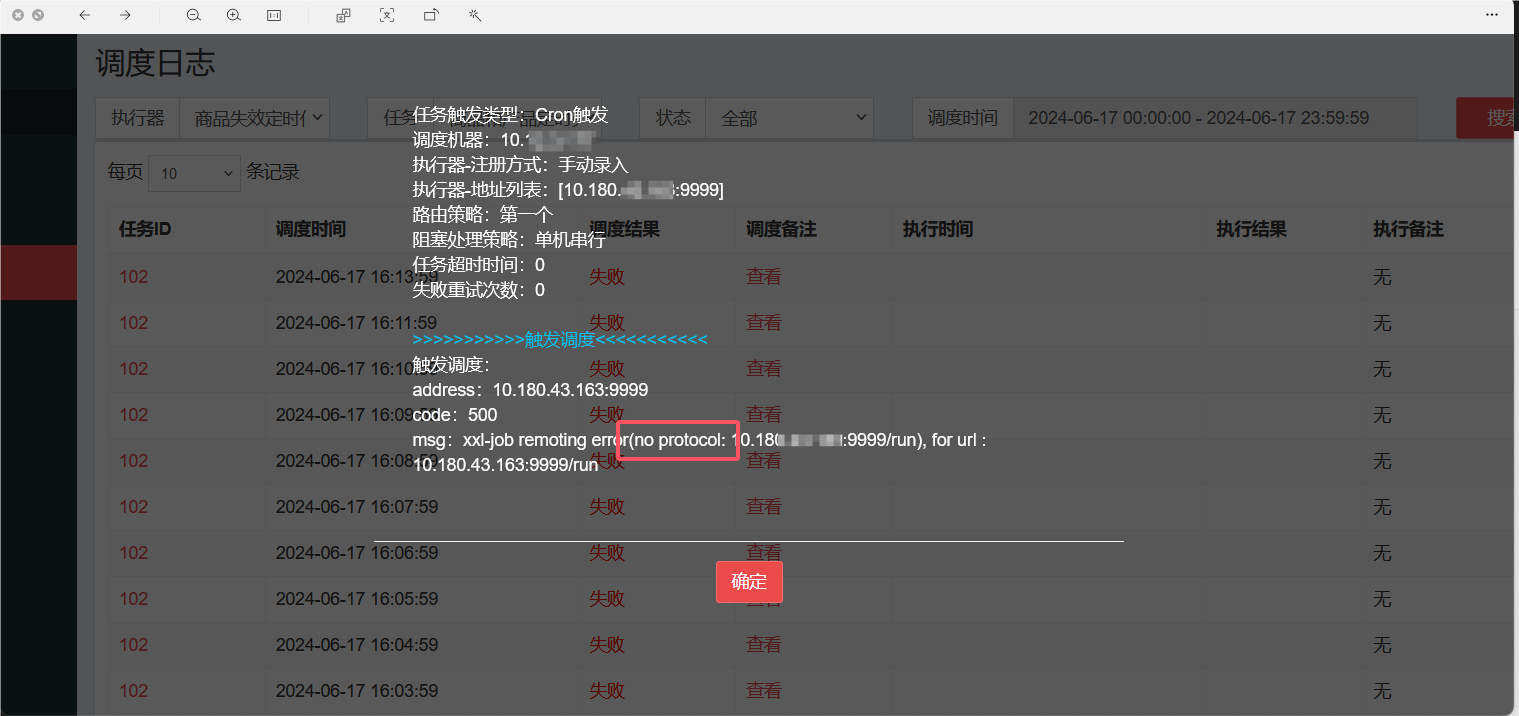 调度日志
执行器 商品失效定时 任务 状态 全部 调度时间 2024-06-17 00:00:00 - 2024-06-17 23:59:59 搜索
每页 10 条记录
任务ID 调度时间 调度结果 调度备注 执行时间 执行结果 执行备注
102 2024-06-17 16:13:59 失败 查看 无
102 2024-06-17 16:11:59 失败 查看 无
102 2024-06-17 16:10:59 失败 查看 无
102 2024-06-17 16:09:59 失败 查看 无
102 2024-06-17 16:08:59 失败 查看 无
102 2024-06-17 16:07:59 失败 查看 无
102 2024-06-17 16:06:59 失败 查看 无
102 2024-06-17 16:05:59 失败 无
102 2024-06-17 16:04:59 失败 查看 无
102 2024-06-17 16:03:59 失败 查看 无
任务触发类型：Cron触发
调度机器：10.1
执行器-注册方式：手动录入
执行器-地址列表：[10.180. :9999]
路由策略：第一个
阻塞处理策略：单机串行
任务超时时间：0
失败重试次数：0
>>>>>>>>>>>触发调度<<<<<<<<<<<
触发调度：
address：10.180.43.163:9999
code：500
msg：xxl-job remoting error(no protocol: 10.180 :9999/run), for url :
10.180.43.163:9999/run
确定